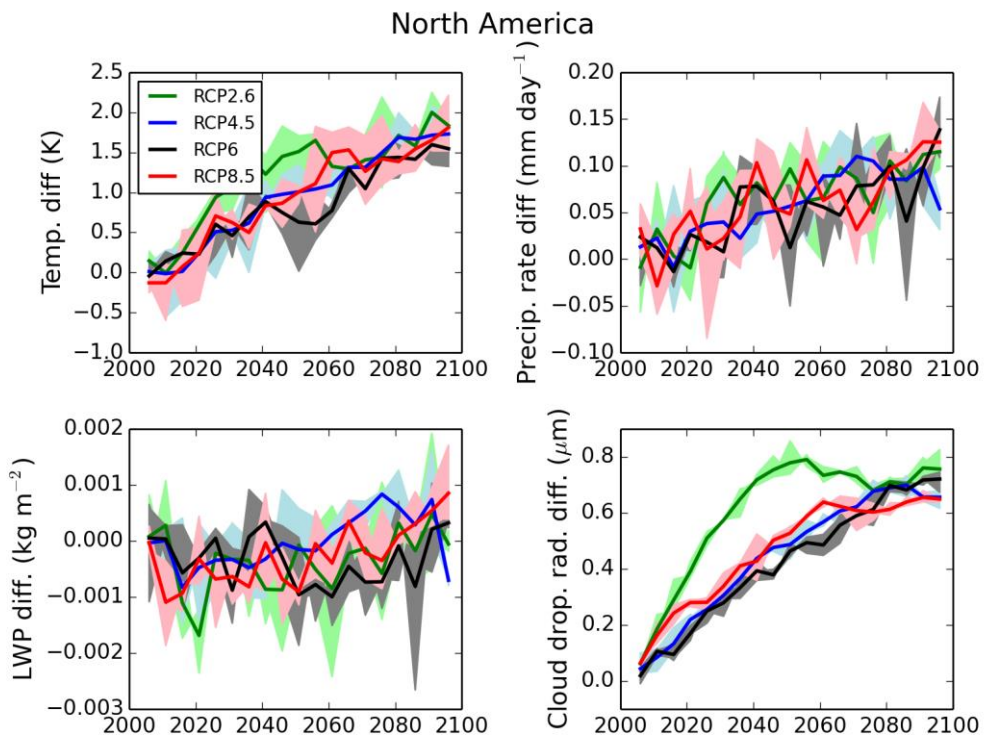 North America
Temp. diff (K)
2.5
2.0
1.5
1.0
0.5
0.0
−0.5
−1.0
RCP2.6
RCP4.5
RCP6
RCP8.5
2000 2020 2040 2060 2080 2100
Precip. rate diff (mm day⁻¹)
0.20
0.15
0.10
0.05
0.00
−0.05
−0.10
2000 2020 2040 2060 2080 2100
LWP diff. (kg m⁻²)
0.002
0.001
0.000
−0.001
−0.002
−0.003
2000 2020 2040 2060 2080 2100
Cloud drop. rad. diff. (μm)
0.8
0.6
0.4
0.2
0.0
2000 2020 2040 2060 2080 2100